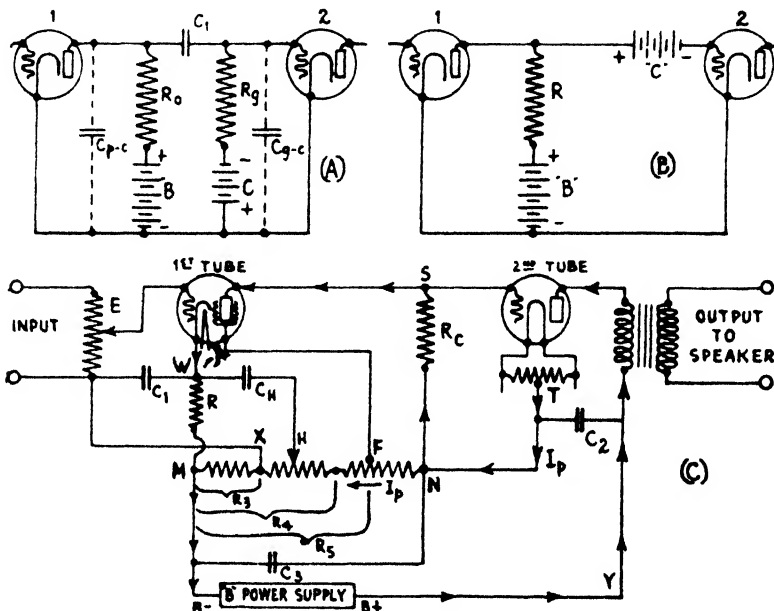 1 C1 2
R0 Rg
Cp-c Cg-c
+ - B - C +
(A)
1 2
+ "C" -
R
+ "B" -
(B)
1ST TUBE S 2ND TUBE
E
INPUT
W
RC
OUTPUT TO SPEAKER
C1 R CH
T
C2
X H F
M N
IP IP
(C)
R3
R4
R5
C3
Y
B- "B" POWER SUPPLY B+